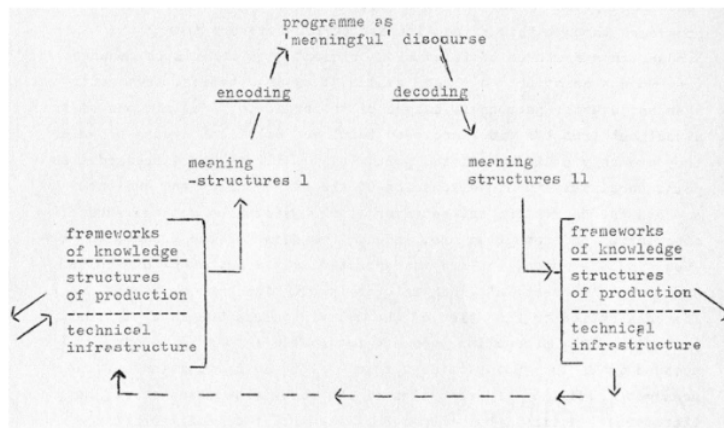 programme as
'meaningful' discourse
encoding
decoding
meaning
-structures 1
meaning
structures 11
frameworks
of knowledge
structures
of production
technical
infrastructure
frameworks
of knowledge
structures
of production
technical
infrastructure